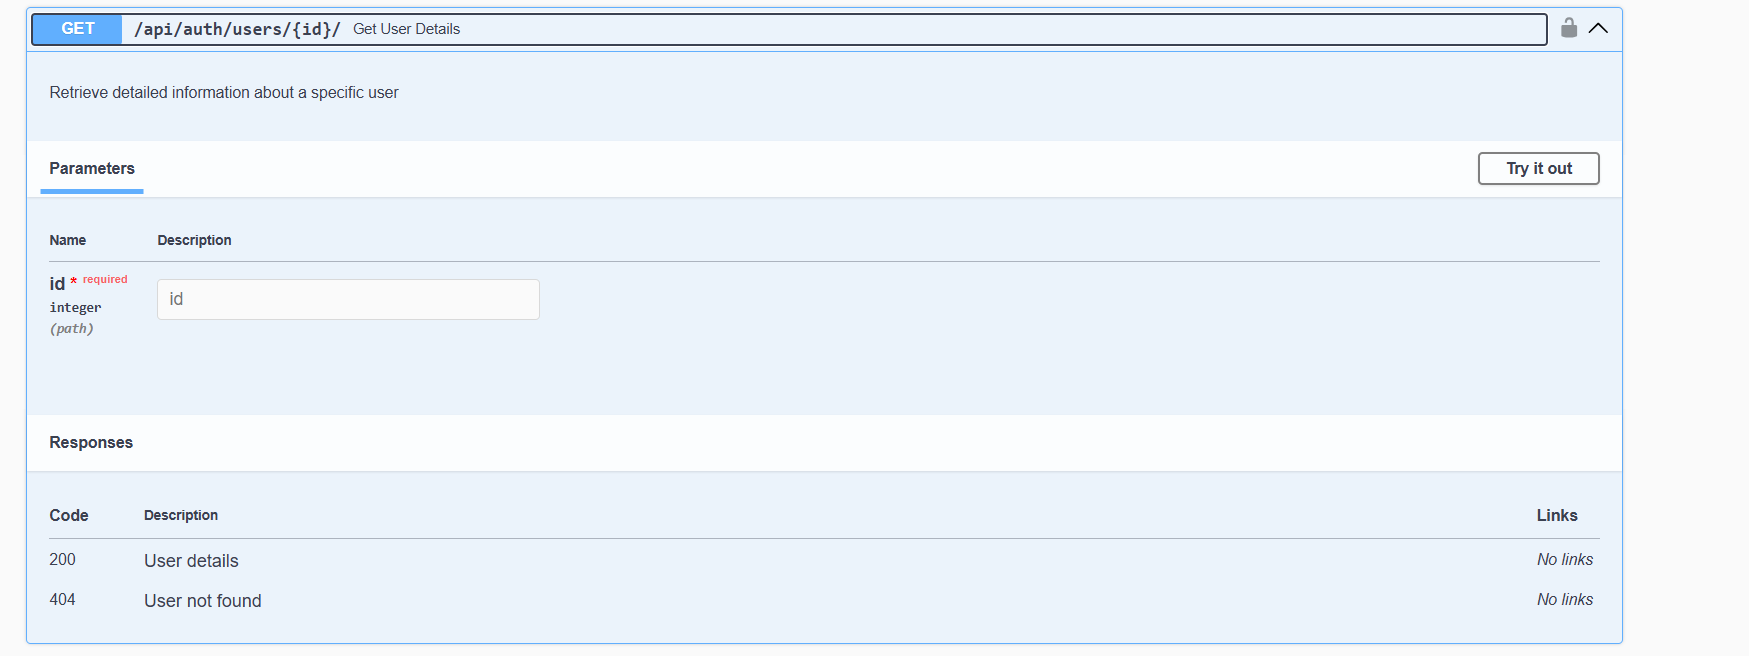 GET /api/auth/users/{id}/ Get User Details
Retrieve detailed information about a specific user
Parameters Try it out
Name Description
id * required id
integer
(path)
Responses
Code Description Links
200 User details No links
404 User not found No links